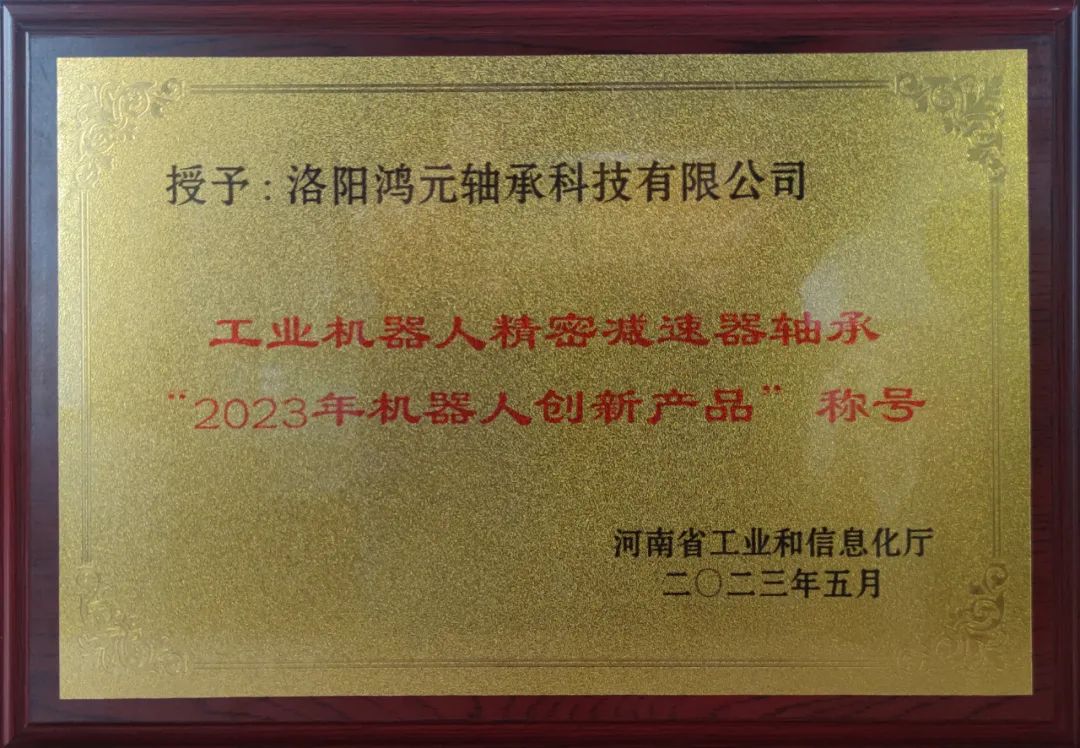 授予：洛阳鸿元轴承科技有限公司
工业机器人精密减速器轴承
“2023年机器人创新产品”称号
河南省工业和信息化厅
二〇二三年五月